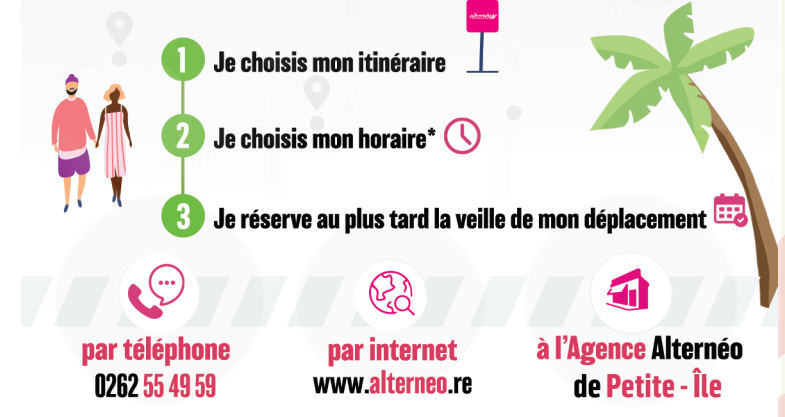 alternéo
1 Je choisis mon itinéraire
2 Je choisis mon horaire*
3 Je réserve au plus tard la veille de mon déplacement
par téléphone
0262 55 49 59
par internet
www.alterneo.re
à l’Agence Alternéo
de Petite - Île